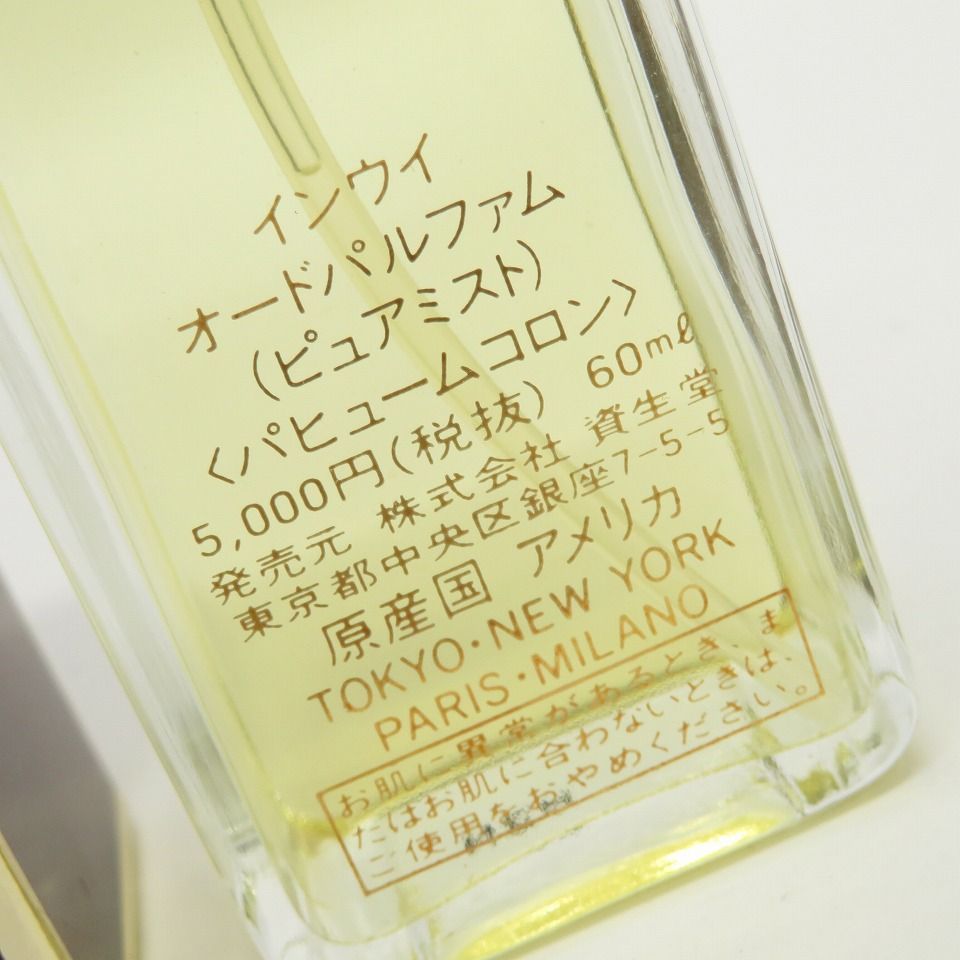 インウイ
オードパルファム
(ピュアミスト)
〈パヒュームコロン〉
5,000円(税抜) 60ml
発売元 株式会社 資生堂
東京都中央区銀座7-5-5
原産国 アメリカ
TOKYO・NEW YORK
PARIS・MILANO
お肌に異常があるとき、ま
たはお肌に合わないときは、
ご使用をおやめください。